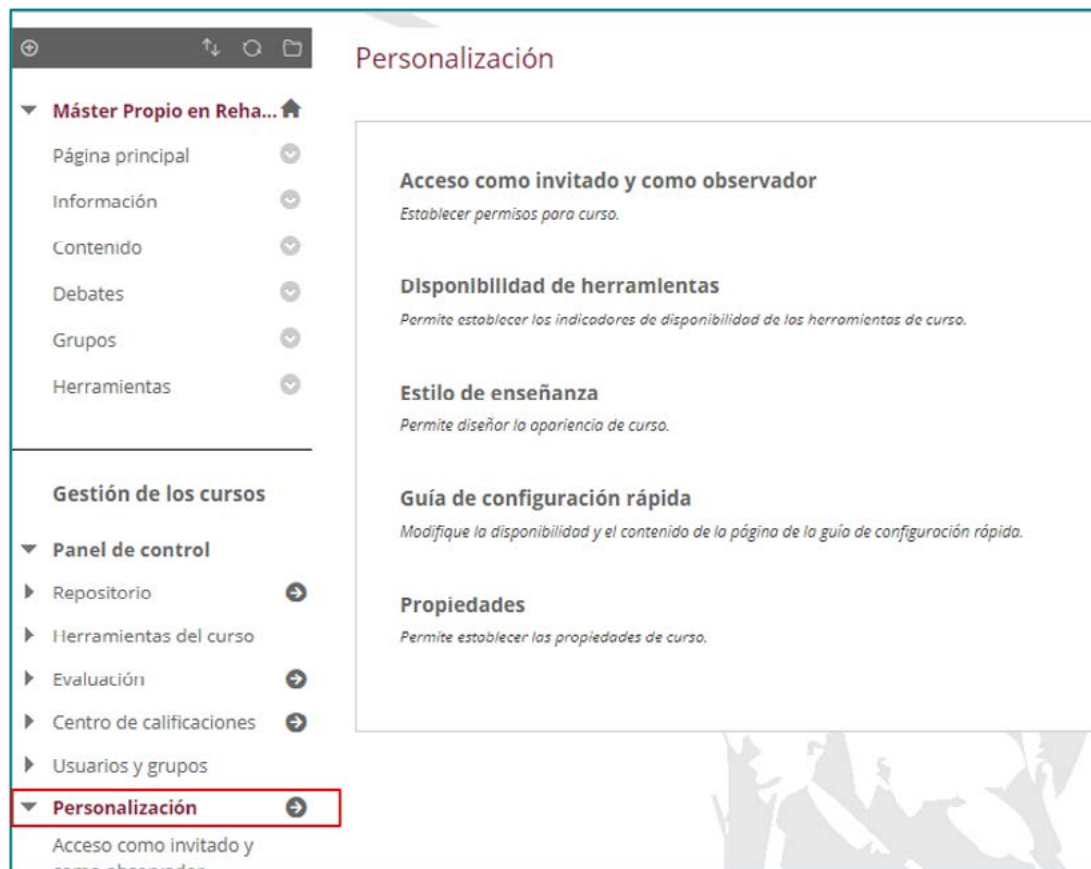 Personalización
Máster Propio en Reha...
Página principal
Información
Contenido
Debates
Grupos
Herramientas
Gestión de los cursos
Panel de control
Repositorio
Herramientas del curso
Evaluación
Centro de calificaciones
Usuarios y grupos
Personalización
Acceso como invitado y
como observador
Acceso como invitado y como observador
Establecer permisos para curso.
Disponibilidad de herramientas
Permite establecer los indicadores de disponibilidad de las herramientas de curso.
Estilo de enseñanza
Permite diseñar la apariencia de curso.
Guía de configuración rápida
Modifique la disponibilidad y el contenido de la página de la guía de configuración rápida.
Propiedades
Permite establecer las propiedades de curso.